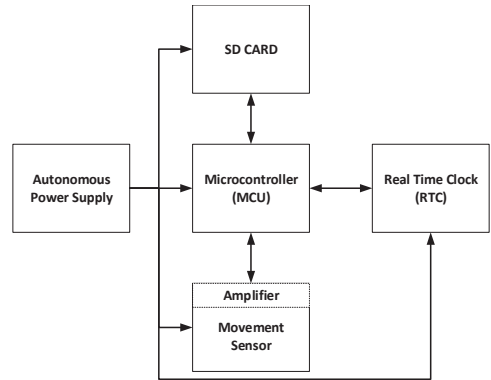 SD CARD
Autonomous
Power Supply
Microcontroller
(MCU)
Real Time Clock
(RTC)
Amplifier
Movement
Sensor